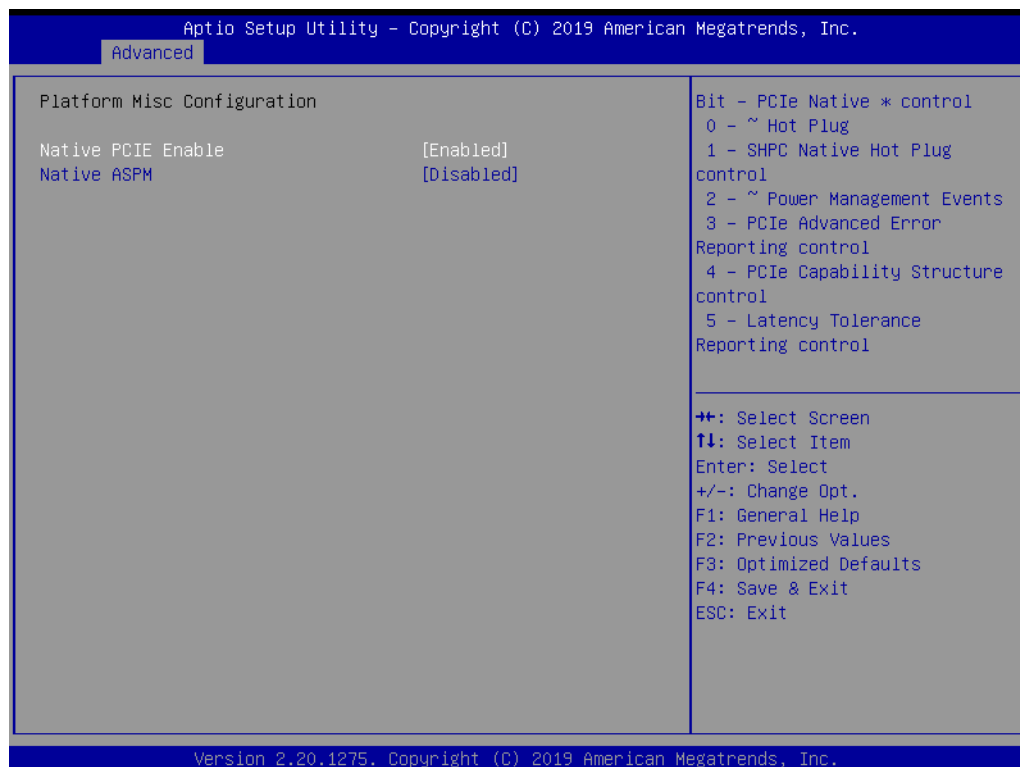 Aptio Setup Utility – Copyright (C) 2019 American Megatrends, Inc.
Advanced
Platform Misc Configuration
Native PCIE Enable [Enabled]
Native ASPM [Disabled]
Bit – PCIe Native * control
0 – ~ Hot Plug
1 – SHPC Native Hot Plug
control
2 – ~ Power Management Events
3 – PCIe Advanced Error
Reporting control
4 – PCIe Capability Structure
control
5 – Latency Tolerance
Reporting control
→←: Select Screen
↑↓: Select Item
Enter: Select
+/-: Change Opt.
F1: General Help
F2: Previous Values
F3: Optimized Defaults
F4: Save & Exit
ESC: Exit
Version 2.20.1275. Copyright (C) 2019 American Megatrends, Inc.